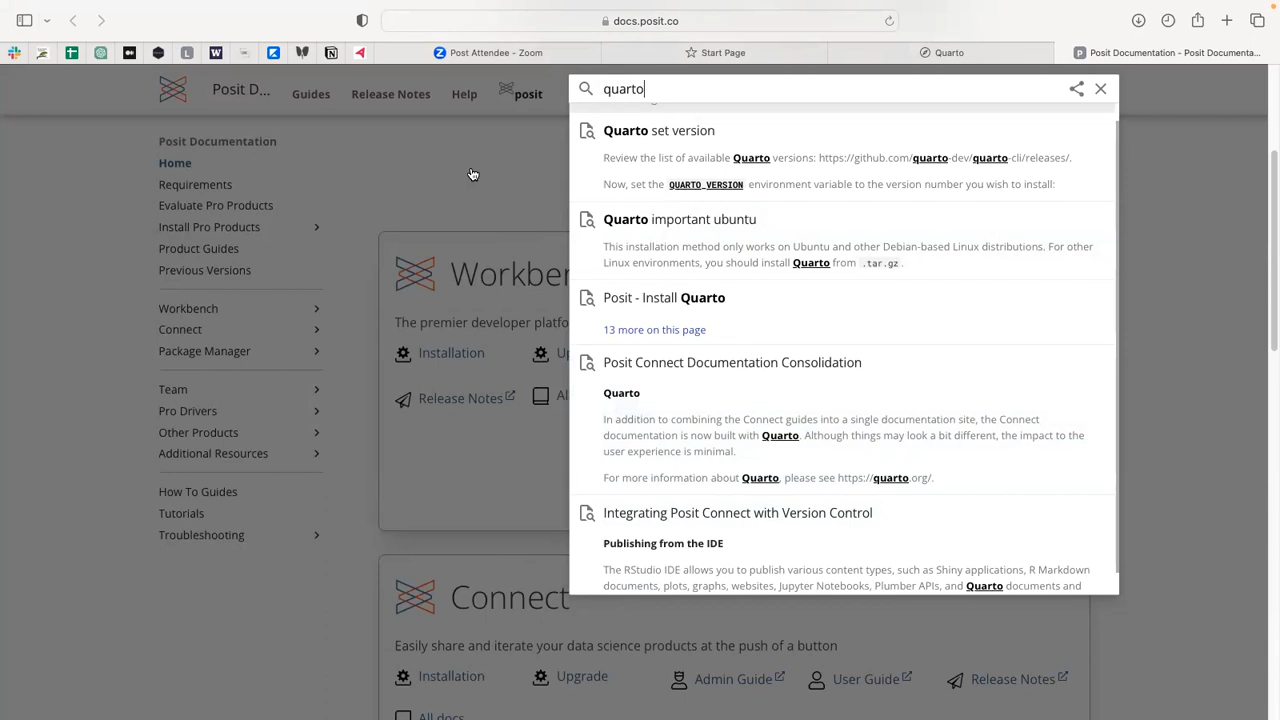 docs.posit.co
Post Attendee - Zoom
Start Page
Quarto
Posit Documentation - Posit Documenta...
Posit D...
Guides
Release Notes
Help
posit
quarto
Posit Documentation
Home
Requirements
Evaluate Pro Products
Install Pro Products
Product Guides
Previous Versions
Workbench
Connect
Package Manager
Team
Pro Drivers
Other Products
Additional Resources
How To Guides
Tutorials
Troubleshooting
Quarto set version
Review the list of available Quarto versions: https://github.com/quarto-dev/quarto-cli/releases/.
Now, set the QUARTO_VERSION environment variable to the version number you wish to install:
Quarto important ubuntu
This installation method only works on Ubuntu and other Debian-based Linux distributions. For other
Linux environments, you should install Quarto from .tar.gz.
Posit - Install Quarto
13 more on this page
Posit Connect Documentation Consolidation
Quarto
In addition to combining the Connect guides into a single documentation site, the Connect
documentation is now built with Quarto. Although things may look a bit different, the impact to the
user experience is minimal.
For more information about Quarto, please see https://quarto.org/.
Integrating Posit Connect with Version Control
Publishing from the IDE
The RStudio IDE allows you to publish various content types, such as Shiny applications, R Markdown
documents, plots, graphs, websites, Jupyter Notebooks, Plumber APIs, and Quarto documents and
Workben
The premier developer platfo
Installation
Up
Release Notes
Al
Connect
Easily share and iterate your data science products at the push of a button
Installation
Upgrade
Admin Guide
User Guide
Release Notes
All docs